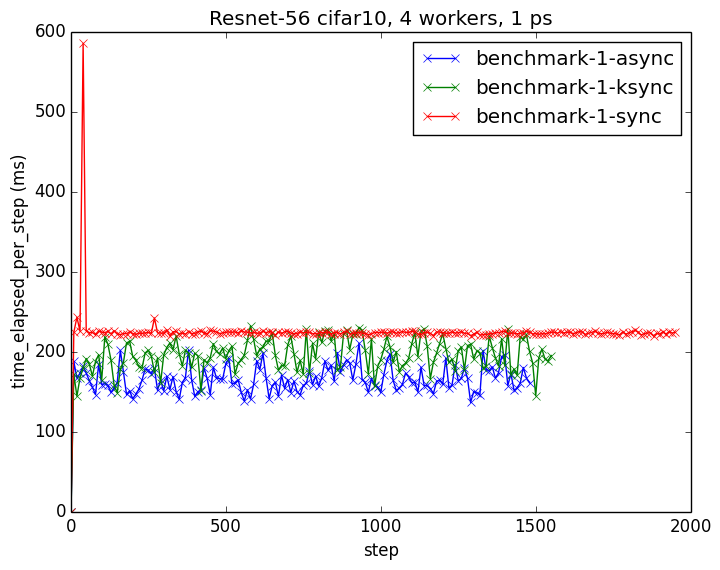 Resnet-56 cifar10, 4 workers, 1 ps
600
500
400
300
200
100
0
time_elapsed_per_step (ms)
benchmark-1-async
benchmark-1-ksync
benchmark-1-sync
0 500 1000 1500 2000
step